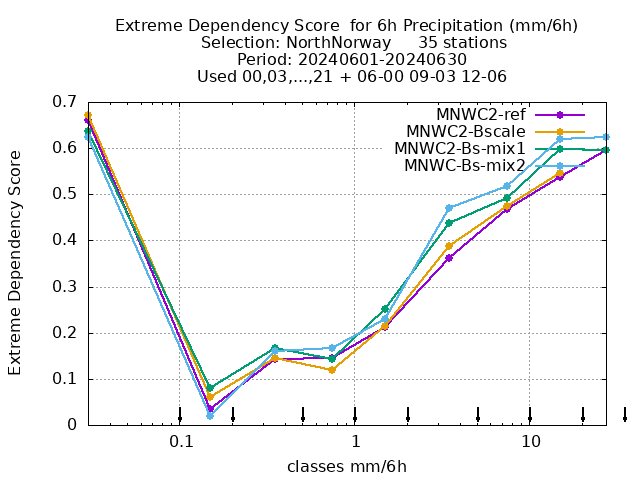 Extreme Dependency Score  for 6h Precipitation (mm/6h)
Selection: NorthNorway     35 stations
Period: 20240601-20240630
Used 00,03,...,21 + 06-00 09-03 12-06
MNWC2-ref
MNWC2-Bscale
MNWC2-Bs-mix1
MNWC-Bs-mix2
Extreme Dependency Score
0.7
0.6
0.5
0.4
0.3
0.2
0.1
0
0.1 1 10
classes mm/6h